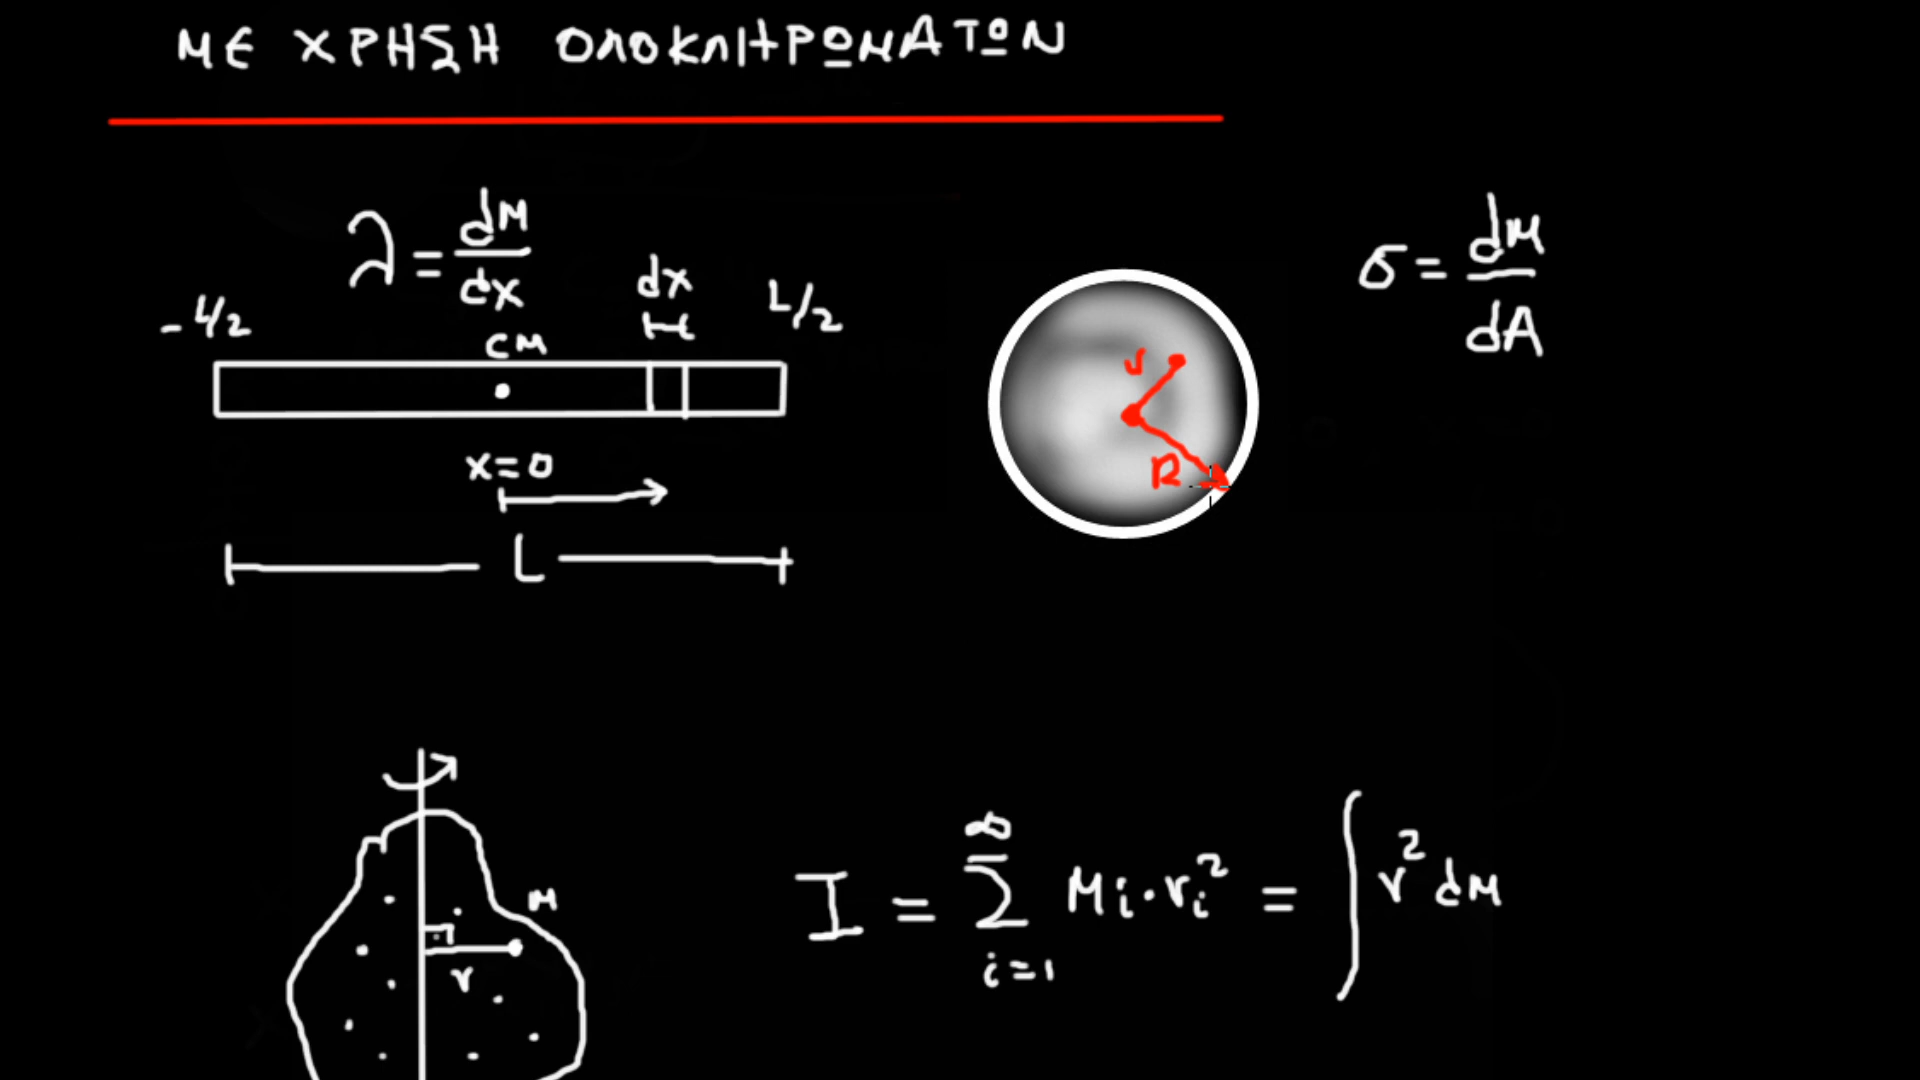 ΜΕ ΧΡΗΣΗ ΟΛΟΚΛΗΡΩΜΑΤΩΝ
λ = dM/dx
-L/2
CM
dx
L/2
x=0
L
r
R
σ = dM/dA
M
r
I = ∞ Σ i=1 Mi·ri² = ∫ r² dM